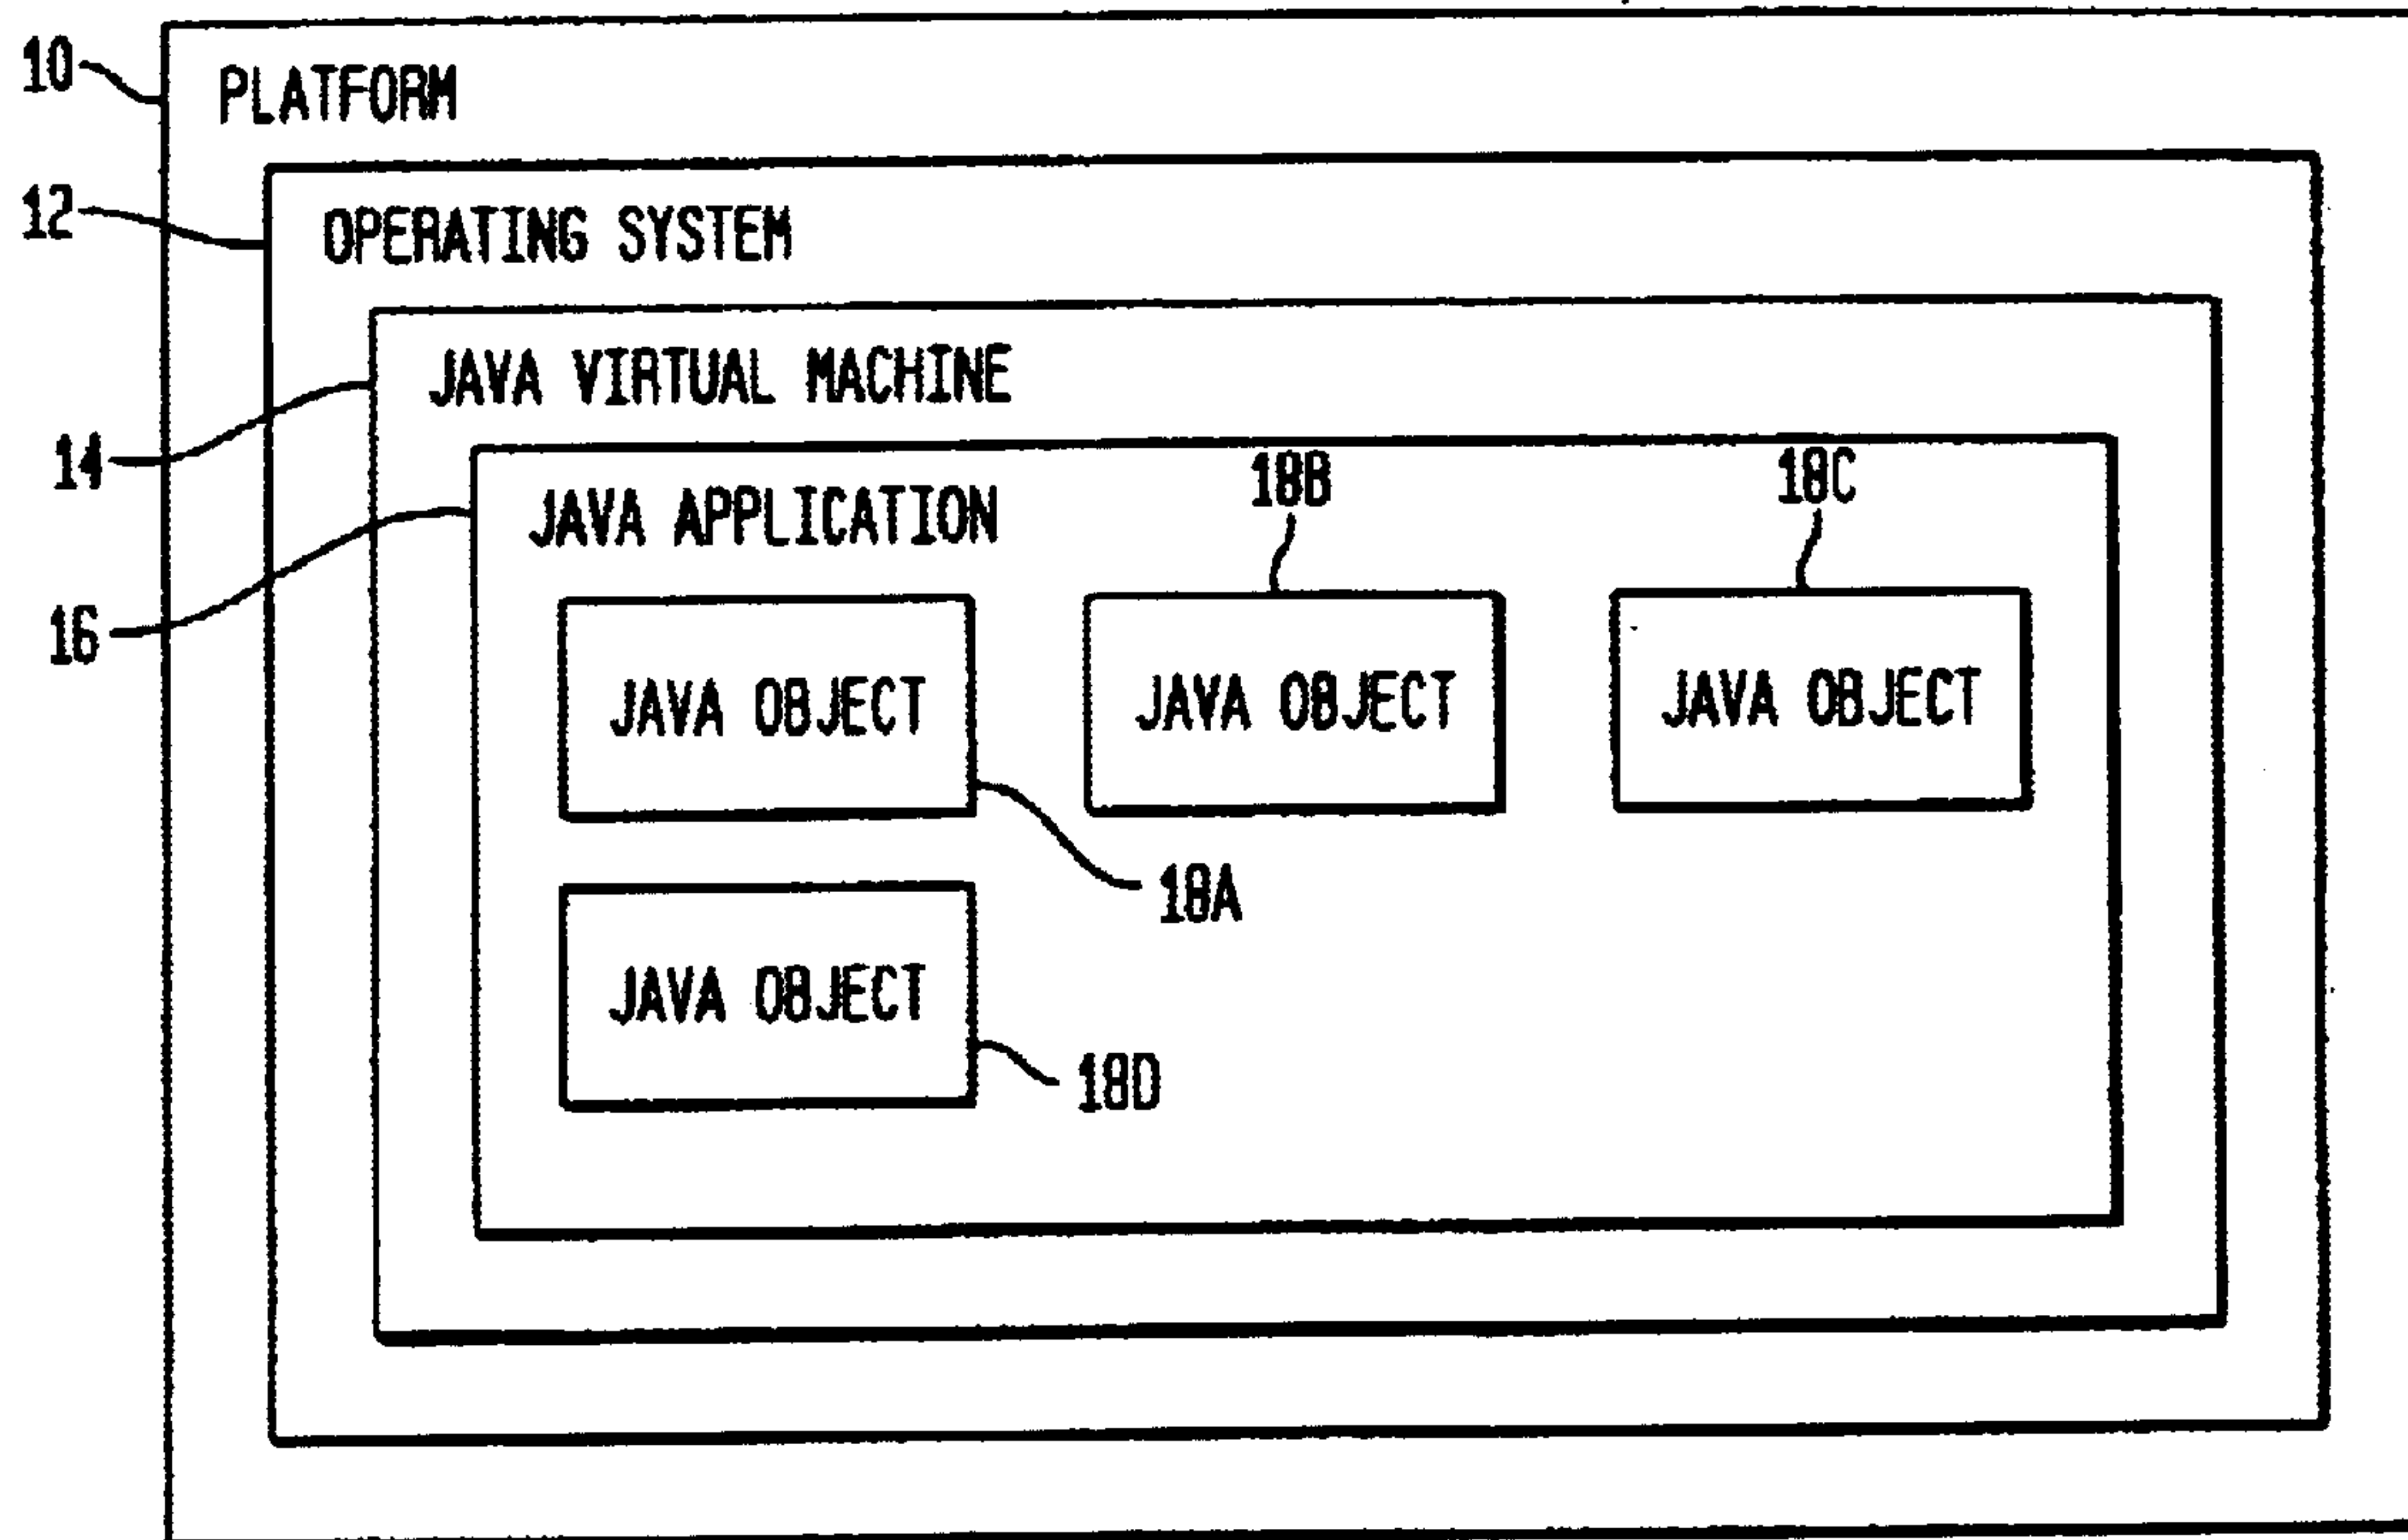 10
PLATFORM
12
OPERATING SYSTEM
JAVA VIRTUAL MACHINE
14
18B
18C
JAVA APPLICATION
16
JAVA OBJECT
JAVA OBJECT
JAVA OBJECT
18A
JAVA OBJECT
18D